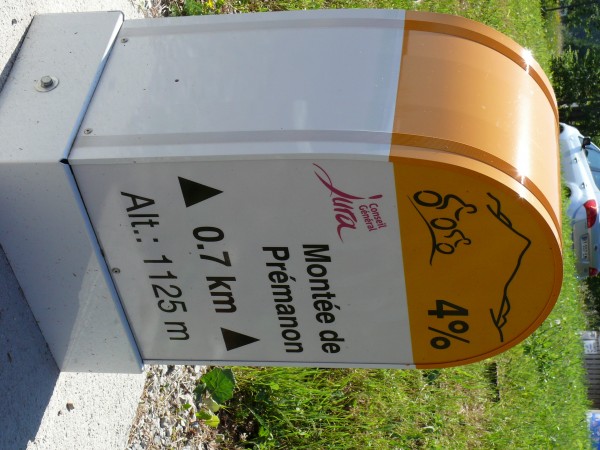 4%
Conseil
Général
Jura
Montée de
Prémanon
▲ 0.7 km ▲
Alt.: 1125 m